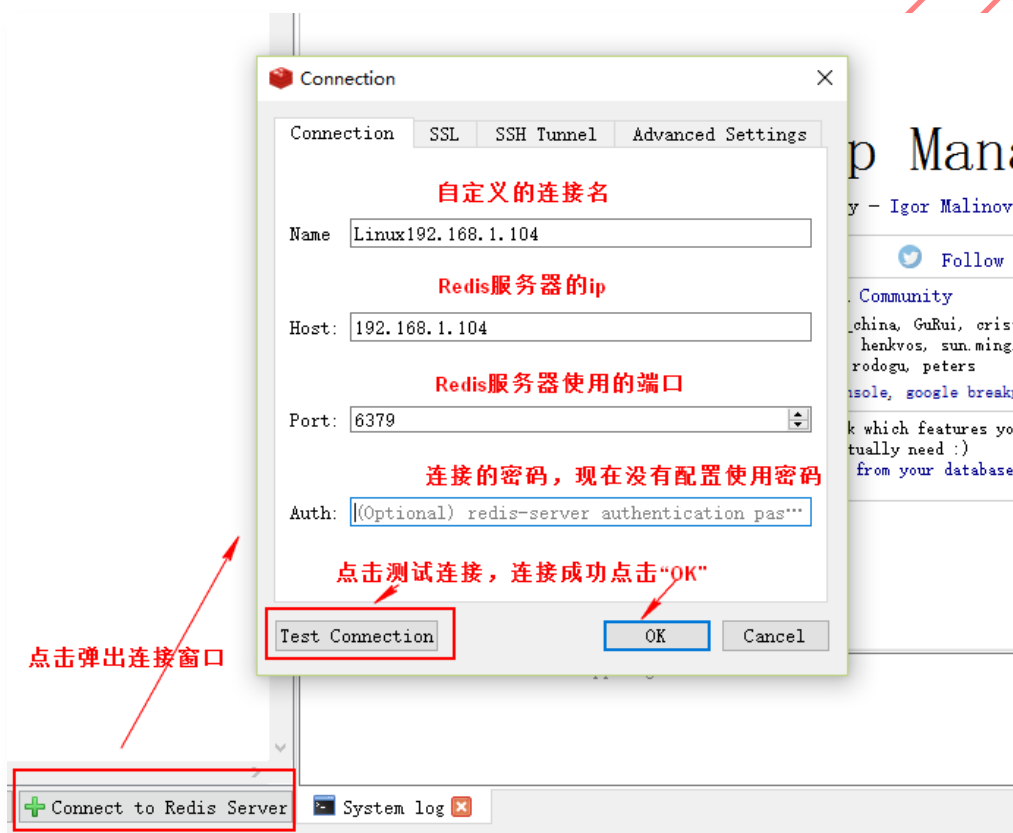 Connection
Connection SSL SSH Tunnel Advanced Settings
自定义的连接名
Name Linux192.168.1.104
Redis服务器的ip
Host: 192.168.1.104
Redis服务器使用的端口
Port: 6379
连接的密码，现在没有配置使用密码
Auth: (Optional) redis-server authentication pas…
点击测试连接，连接成功点击“OK”
Test Connection OK Cancel
p Mana
y - Igor Malinov
Follow
Community
_china, GuRui, cris
henkvos, sun.ming.
rodogu, peters
nsole, google break
k which features yo
tually need :)
from your database
点击弹出连接窗口
Connect to Redis Server
System log